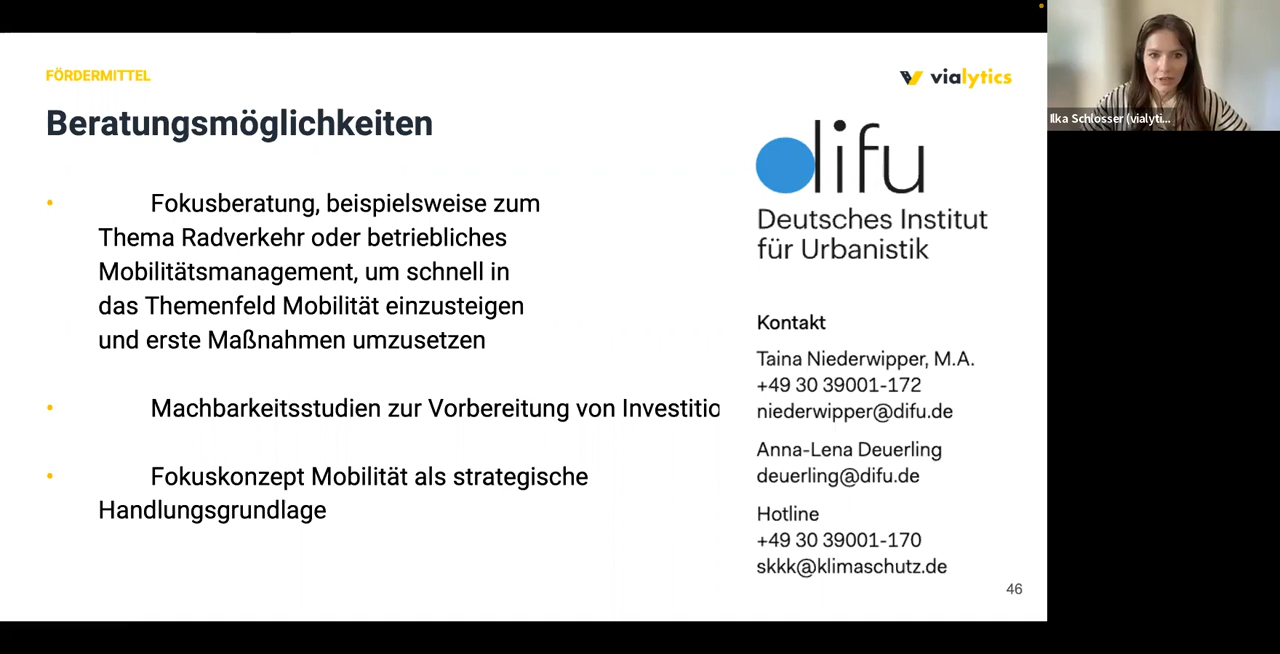 FÖRDERMITTEL
vialytics
Beratungsmöglichkeiten
• Fokusberatung, beispielsweise zum
Thema Radverkehr oder betriebliches
Mobilitätsmanagement, um schnell in
das Themenfeld Mobilität einzusteigen
und erste Maßnahmen umzusetzen
• Machbarkeitsstudien zur Vorbereitung von Investitio
• Fokuskonzept Mobilität als strategische
Handlungsgrundlage
difu
Deutsches Institut
für Urbanistik
Kontakt
Taina Niederwipper, M.A.
+49 30 39001-172
niederwipper@difu.de
Anna-Lena Deuerling
deuerling@difu.de
Hotline
+49 30 39001-170
skkk@klimaschutz.de
46
Ilka Schlosser (vialyti...